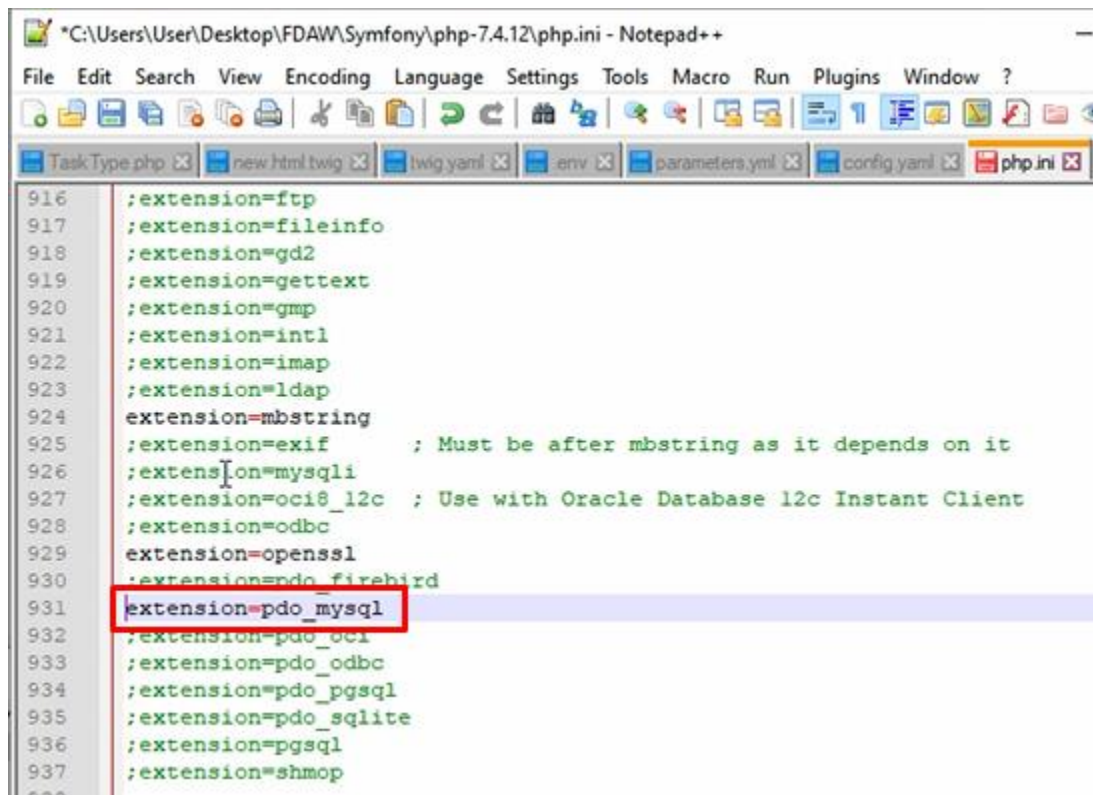 *C:\Users\User\Desktop\FDAW\Symfony\php-7.4.12\php.ini - Notepad++
File Edit Search View Encoding Language Settings Tools Macro Run Plugins Window ?
TaskType.php new.html.twig twig.yaml .env parameters.yml config.yaml php.ini
916 ;extension=ftp
917 ;extension=fileinfo
918 ;extension=gd2
919 ;extension=gettext
920 ;extension=gmp
921 ;extension=intl
922 ;extension=imap
923 ;extension=ldap
924 extension=mbstring
925 ;extension=exif ; Must be after mbstring as it depends on it
926 ;extension=mysqli
927 ;extension=oci8_12c ; Use with Oracle Database 12c Instant Client
928 ;extension=odbc
929 extension=openssl
930 ;extension=pdo_firebird
931 extension=pdo_mysql
932 ;extension=pdo_oci
933 ;extension=pdo_odbc
934 ;extension=pdo_pgsql
935 ;extension=pdo_sqlite
936 ;extension=pgsql
937 ;extension=shmop